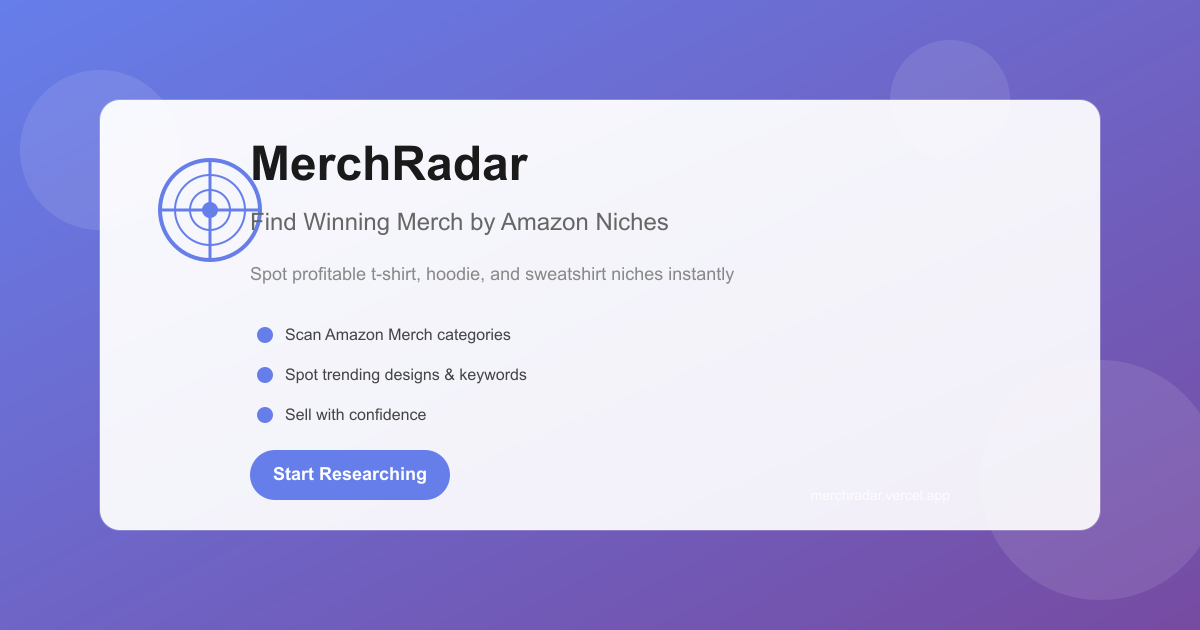 MerchRadar
Find Winning Merch by Amazon Niches
Spot profitable t-shirt, hoodie, and sweatshirt niches instantly
Scan Amazon Merch categories
Spot trending designs & keywords
Sell with confidence
Start Researching
merchradar.vercel.app